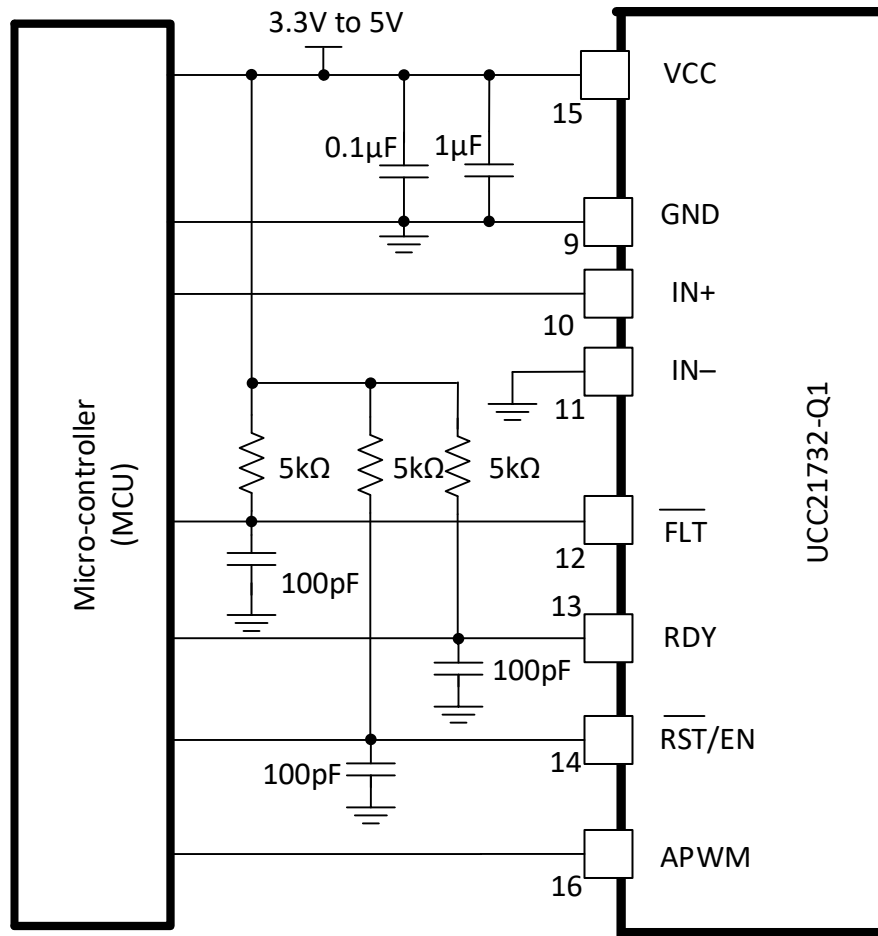 3.3V to 5V
VCC
15
0.1µF
1µF
GND
9
IN+
10
IN–
11
Micro-controller
(MCU)
UCC21732-Q1
5kΩ
5kΩ
5kΩ
FLT
12
100pF
13
RDY
100pF
RST/EN
14
100pF
APWM
16